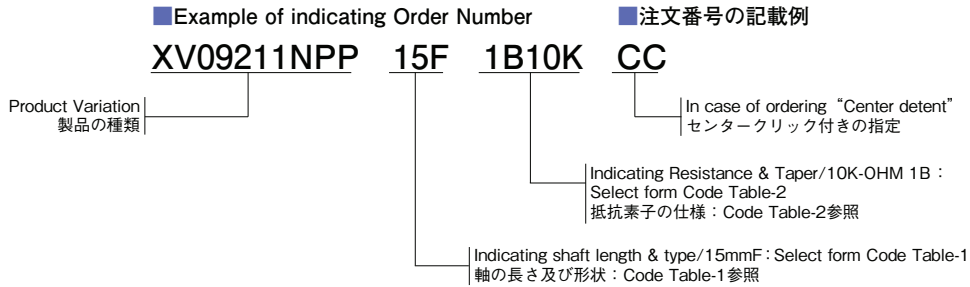 ■Example of indicating Order Number
■注文番号の記載例
XV09211NPP 15F 1B10K CC
Product Variation
製品の種類
In case of ordering “Center detent”
センタークリック付きの指定
Indicating Resistance & Taper/10K-OHM 1B：
Select form Code Table-2
抵抗素子の仕様：Code Table-2参照
Indicating shaft length & type/15mmF：Select form Code Table-1
軸の長さ及び形状：Code Table-1参照